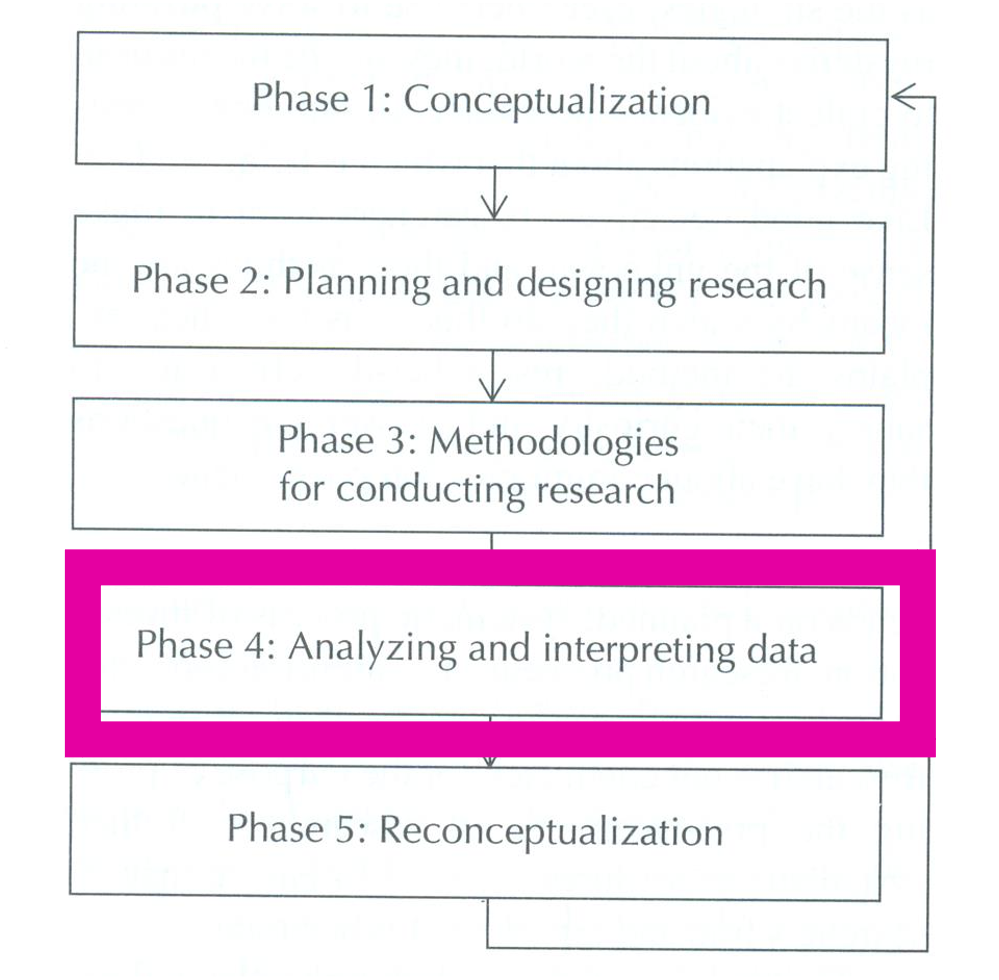 Phase 1: Conceptualization
Phase 2: Planning and designing research
Phase 3: Methodologies
for conducting research
Phase 4: Analyzing and interpreting data
Phase 5: Reconceptualization